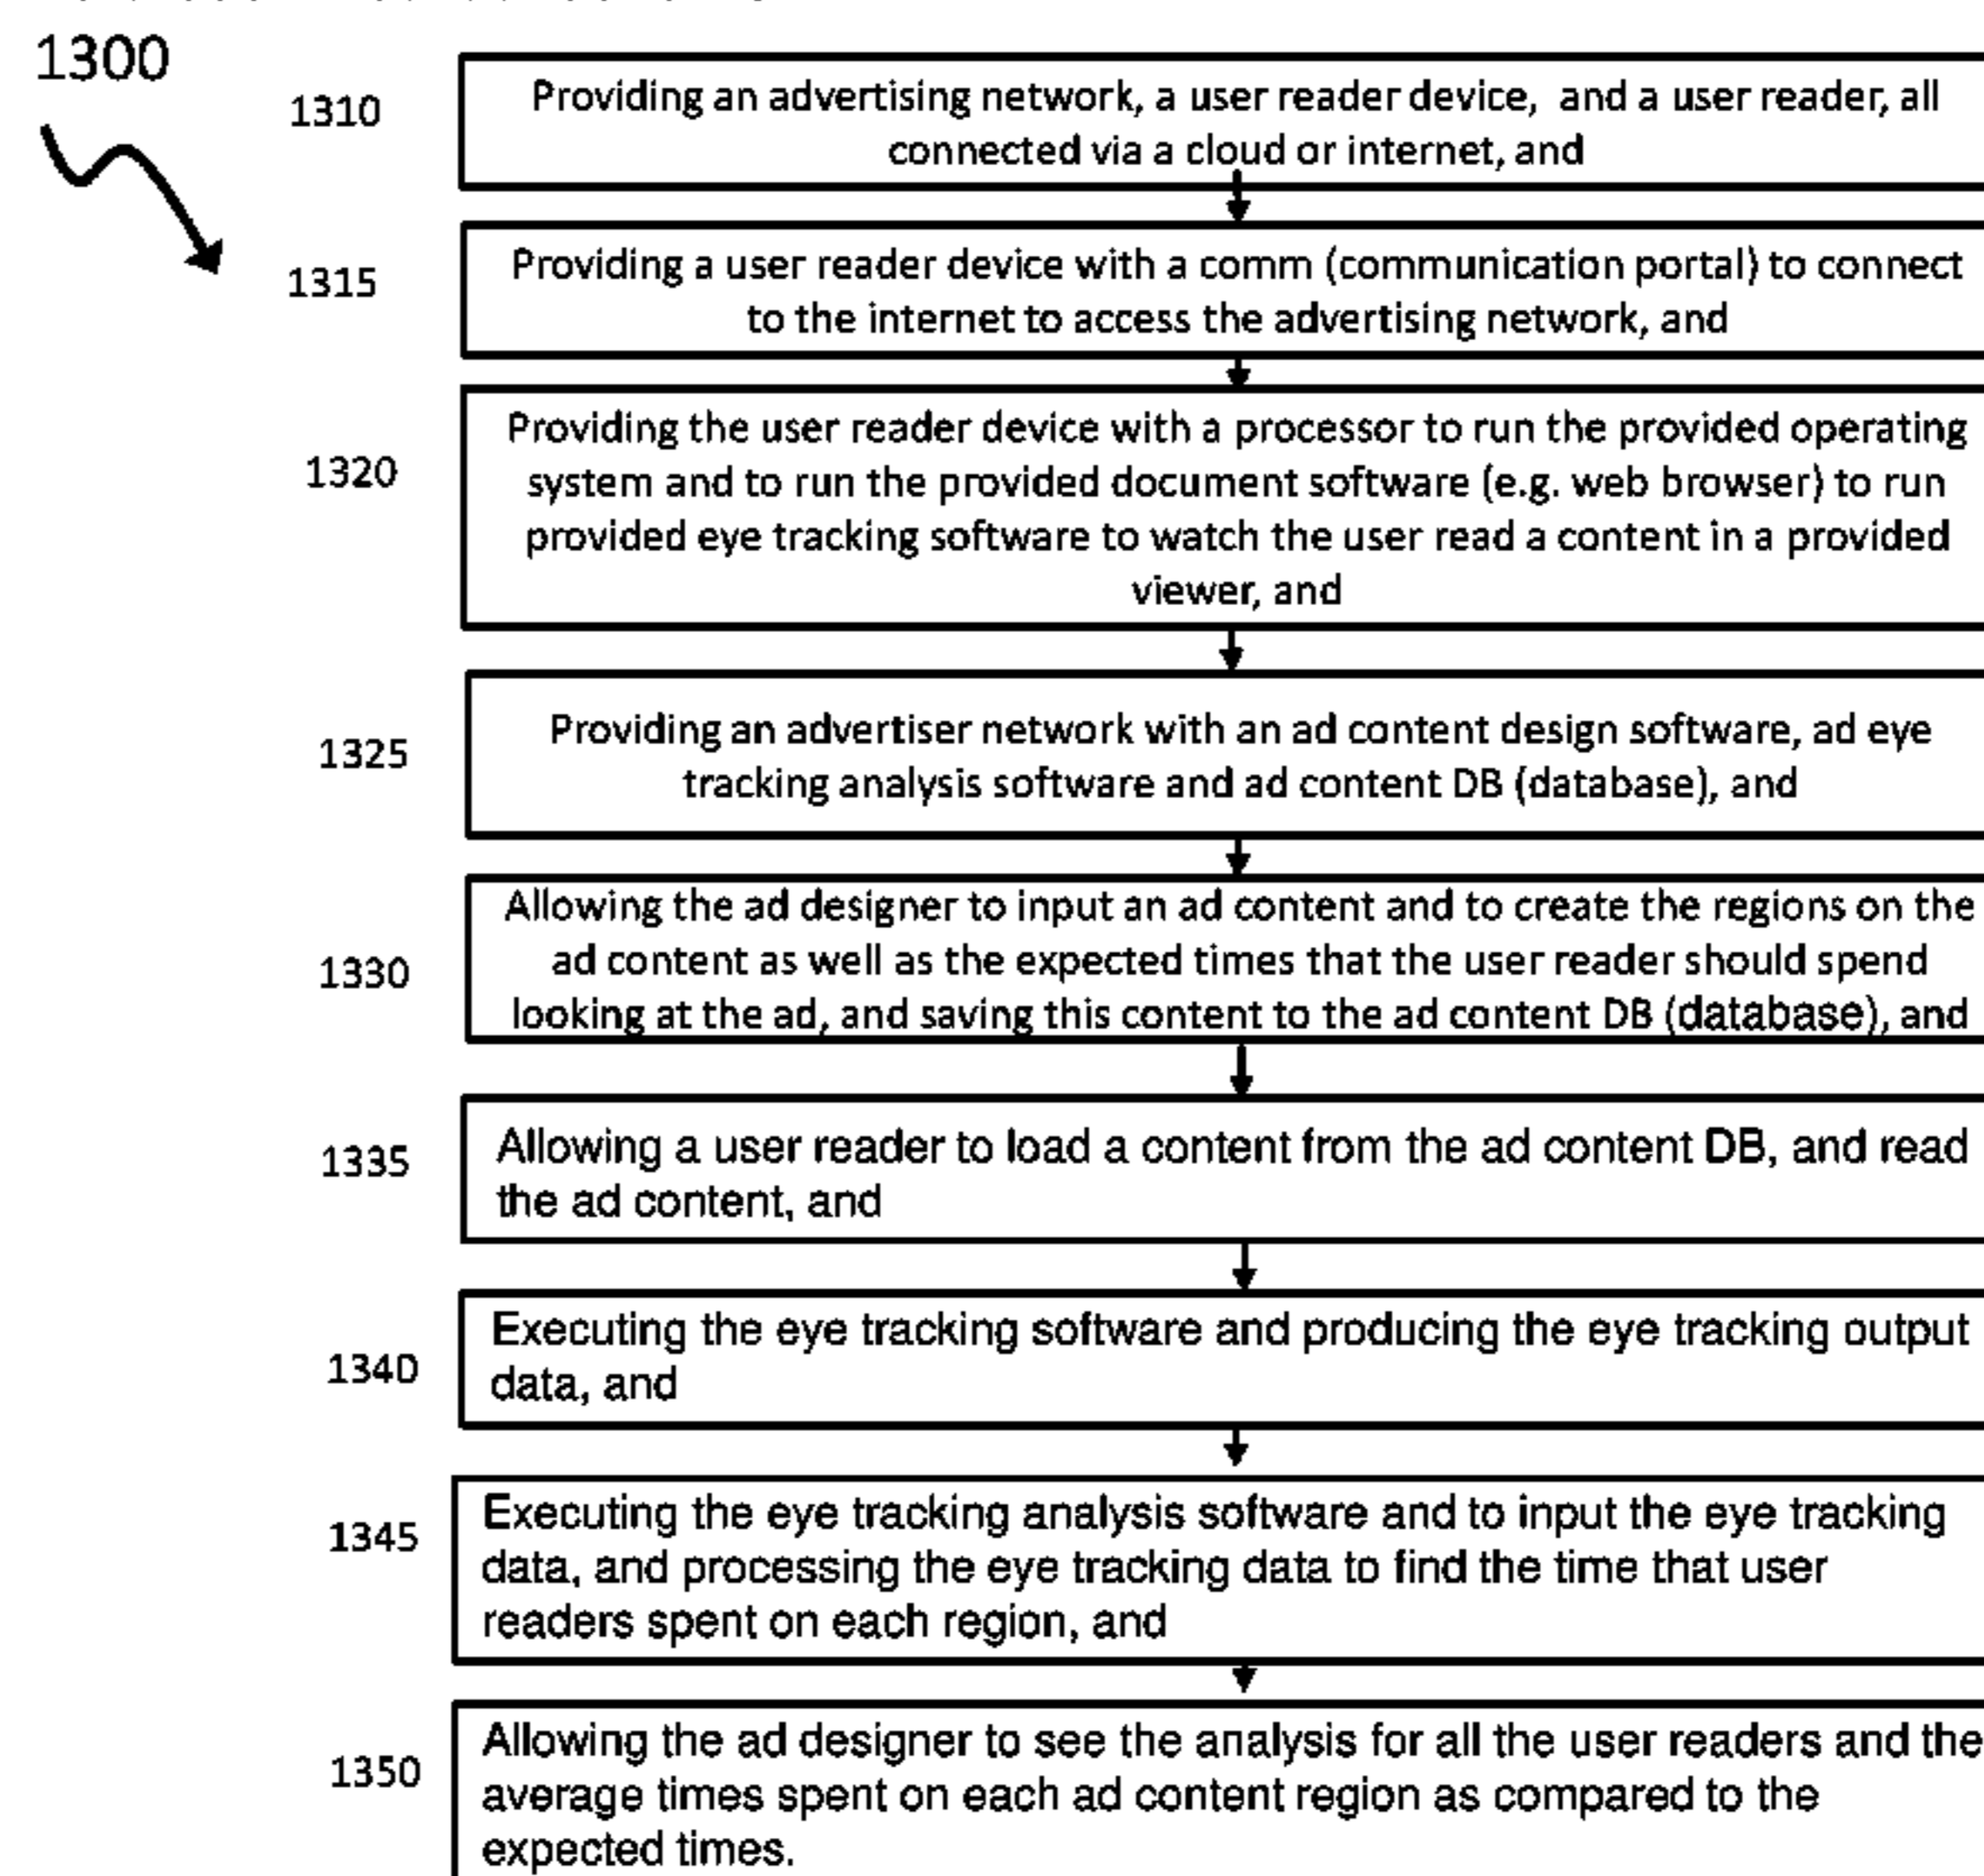 1300
1310
Providing an advertising network, a user reader device, and a user reader, all
connected via a cloud or internet, and
1315
Providing a user reader device with a comm (communication portal) to connect
to the internet to access the advertising network, and
1320
Providing the user reader device with a processor to run the provided operating
system and to run the provided document software (e.g. web browser) to run
provided eye tracking software to watch the user read a content in a provided
viewer, and
1325
Providing an advertiser network with an ad content design software, ad eye
tracking analysis software and ad content DB (database), and
1330
Allowing the ad designer to input an ad content and to create the regions on the
ad content as well as the expected times that the user reader should spend
looking at the ad, and saving this content to the ad content DB (database), and
1335
Allowing a user reader to load a content from the ad content DB, and read
the ad content, and
1340
Executing the eye tracking software and producing the eye tracking output
data, and
1345
Executing the eye tracking analysis software and to input the eye tracking
data, and processing the eye tracking data to find the time that user
readers spent on each region, and
1350
Allowing the ad designer to see the analysis for all the user readers and the
average times spent on each ad content region as compared to the
expected times.